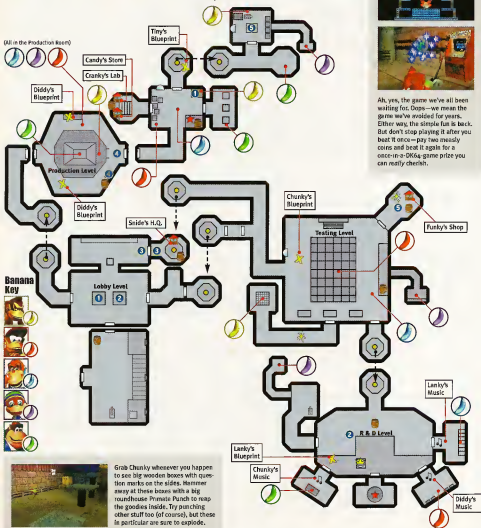 (All in the Production Room)
Tiny's
Blueprint
Candy's Store
Cranky's Lab
Diddy's
Blueprint
Production Level
Diddy's
Blueprint
Snide's H.Q.
Lobby Level
Banana
Key
Chunky's
Blueprint
Testing Level
Funky's Shop
R & D Level
Lanky's
Music
Lanky's
Blueprint
Chunky's
Music
Diddy's
Music
Ah, yes, the game we've all been
waiting for. Oops—we mean the
game we've avoided for years.
Either way, the simple fun is back.
But don't stop playing it after you
beat it once—pay two measly
coins and beat it again for a
once-in-a-DK64-game prize you
can really cherish.
Grab Chunky whenever you happen
to see big wooden boxes with ques-
tion marks on the sides. Hammer
away at these boxes with a big
roundhouse Primate Punch to reap
the goodies inside. Try punching
other stuff too (of course), but these
in particular are sure to explode.